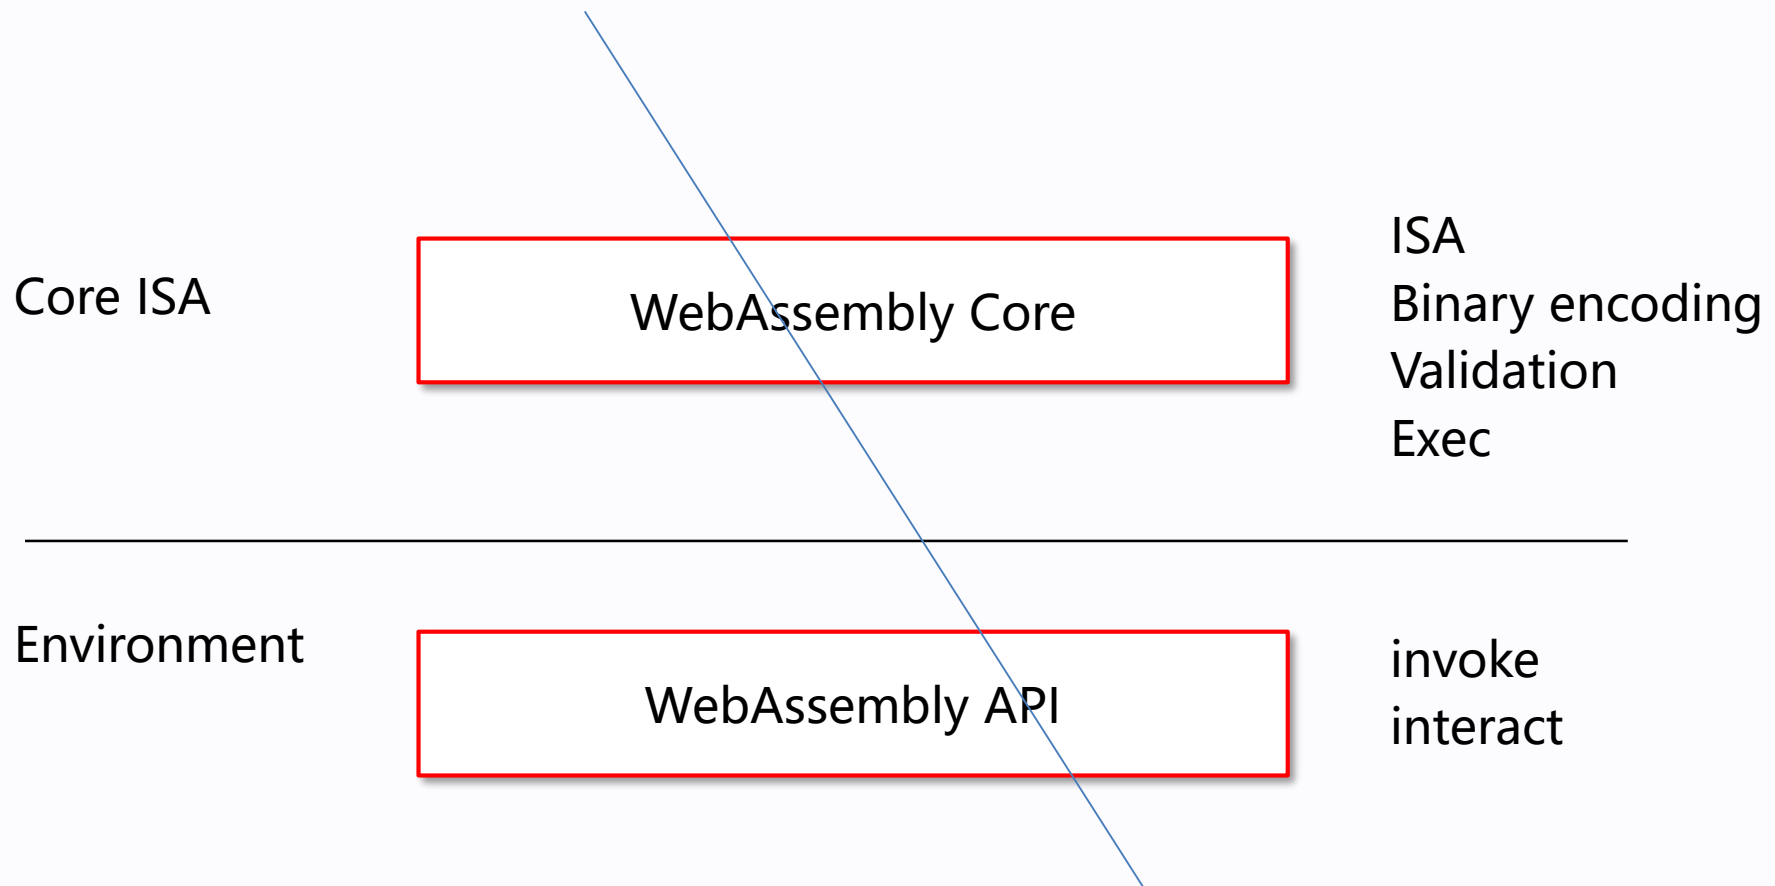 Core ISA
WebAssembly Core
ISA
Binary encoding
Validation
Exec
Environment
WebAssembly API
invoke
interact